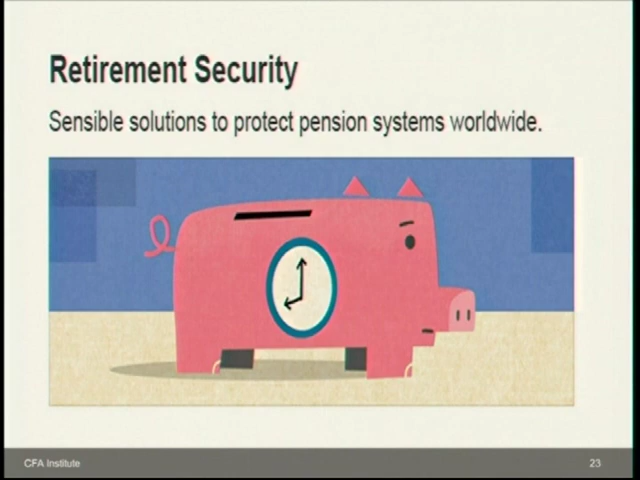 Retirement Security
Sensible solutions to protect pension systems worldwide.
CFA Institute
23